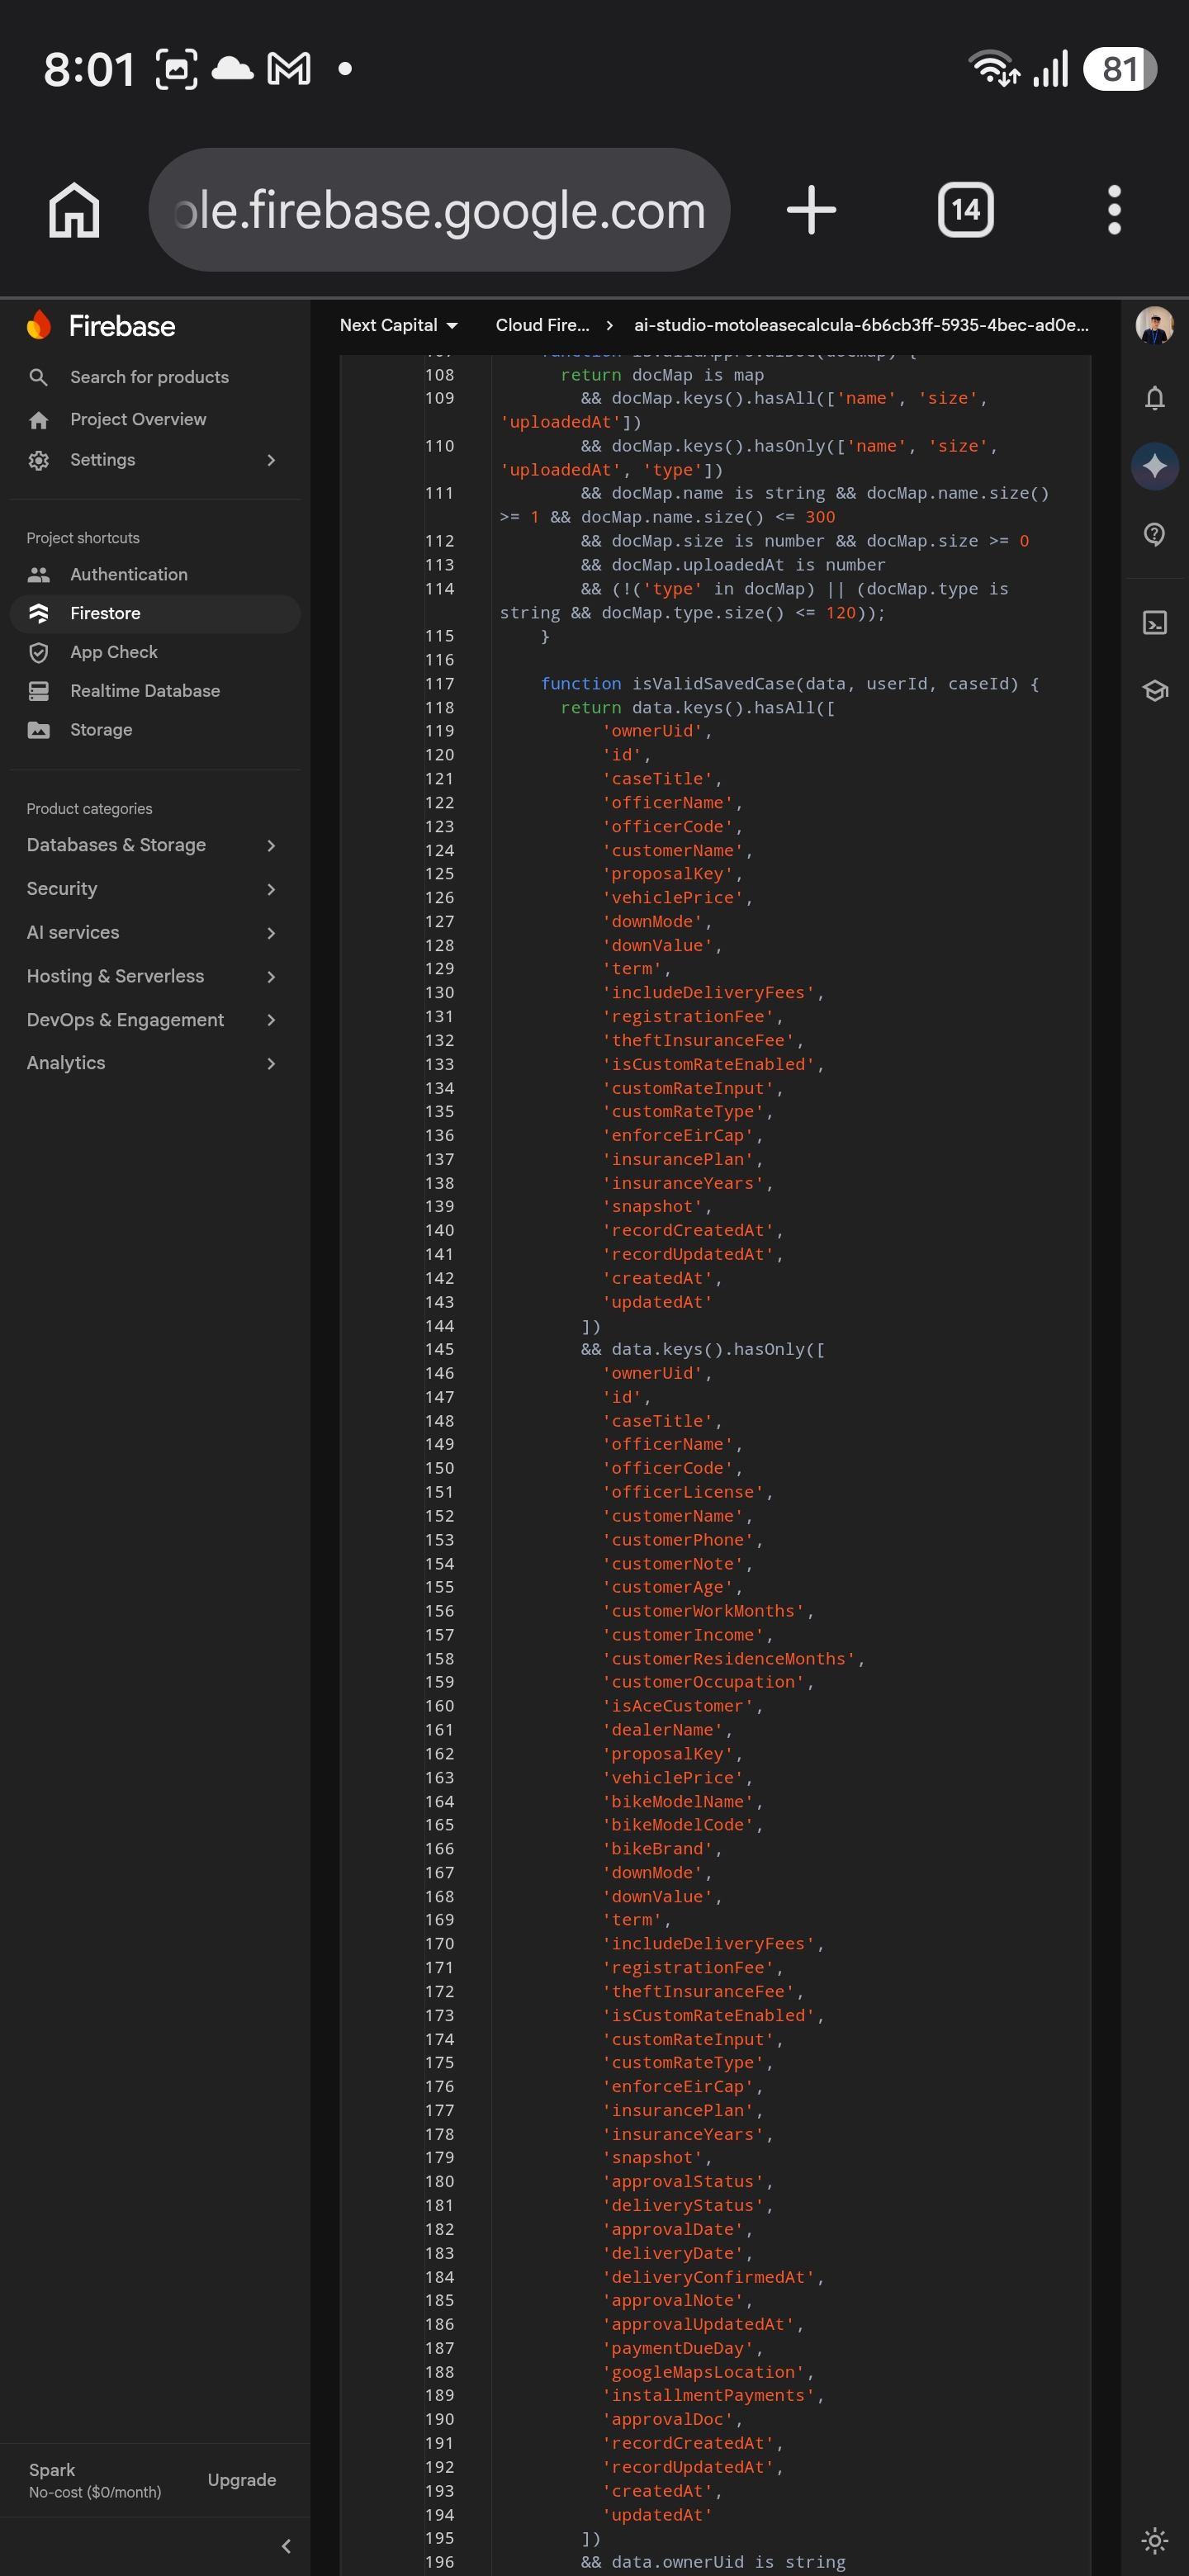 8:01
81
ole.firebase.google.com
14
Firebase
Search for products
Project Overview
Settings
Project shortcuts
Authentication
Firestore
App Check
Realtime Database
Storage
Product categories
Databases & Storage
Security
AI services
Hosting & Serverless
DevOps & Engagement
Analytics
Spark
No-cost ($0/month)
Upgrade
Next Capital
Cloud Fire... > ai-studio-motoleasecalcula-6b6cb3ff-5935-4bec-ad0e...
108 return docMap is map
109 && docMap.keys().hasAll(['name', 'size',
'uploadedAt'])
110 && docMap.keys().hasOnly(['name', 'size',
'uploadedAt', 'type'])
111 && docMap.name is string && docMap.name.size()
>= 1 && docMap.name.size() <= 300
112 && docMap.size is number && docMap.size >= 0
113 && docMap.uploadedAt is number
114 && (!('type' in docMap) || (docMap.type is
string && docMap.type.size() <= 120));
115 }
116
117 function isValidSavedCase(data, userId, caseId) {
118 return data.keys().hasAll([
119 'ownerUid',
120 'id',
121 'caseTitle',
122 'officerName',
123 'officerCode',
124 'customerName',
125 'proposalKey',
126 'vehiclePrice',
127 'downMode',
128 'downValue',
129 'term',
130 'includeDeliveryFees',
131 'registrationFee',
132 'theftInsuranceFee',
133 'isCustomRateEnabled',
134 'customRateInput',
135 'customRateType',
136 'enforceEirCap',
137 'insurancePlan',
138 'insuranceYears',
139 'snapshot',
140 'recordCreatedAt',
141 'recordUpdatedAt',
142 'createdAt',
143 'updatedAt'
144 ])
145 && data.keys().hasOnly([
146 'ownerUid',
147 'id',
148 'caseTitle',
149 'officerName',
150 'officerCode',
151 'officerLicense',
152 'customerName',
153 'customerPhone',
154 'customerNote',
155 'customerAge',
156 'customerWorkMonths',
157 'customerIncome',
158 'customerResidenceMonths',
159 'customerOccupation',
160 'isAceCustomer',
161 'dealerName',
162 'proposalKey',
163 'vehiclePrice',
164 'bikeModelName',
165 'bikeModelCode',
166 'bikeBrand',
167 'downMode',
168 'downValue',
169 'term',
170 'includeDeliveryFees',
171 'registrationFee',
172 'theftInsuranceFee',
173 'isCustomRateEnabled',
174 'customRateInput',
175 'customRateType',
176 'enforceEirCap',
177 'insurancePlan',
178 'insuranceYears',
179 'snapshot',
180 'approvalStatus',
181 'deliveryStatus',
182 'approvalDate',
183 'deliveryDate',
184 'deliveryConfirmedAt',
185 'approvalNote',
186 'approvalUpdatedAt',
187 'paymentDueDay',
188 'googleMapsLocation',
189 'installmentPayments',
190 'approvalDoc',
191 'recordCreatedAt',
192 'recordUpdatedAt',
193 'createdAt',
194 'updatedAt'
195 ])
196 && data.ownerUid is string